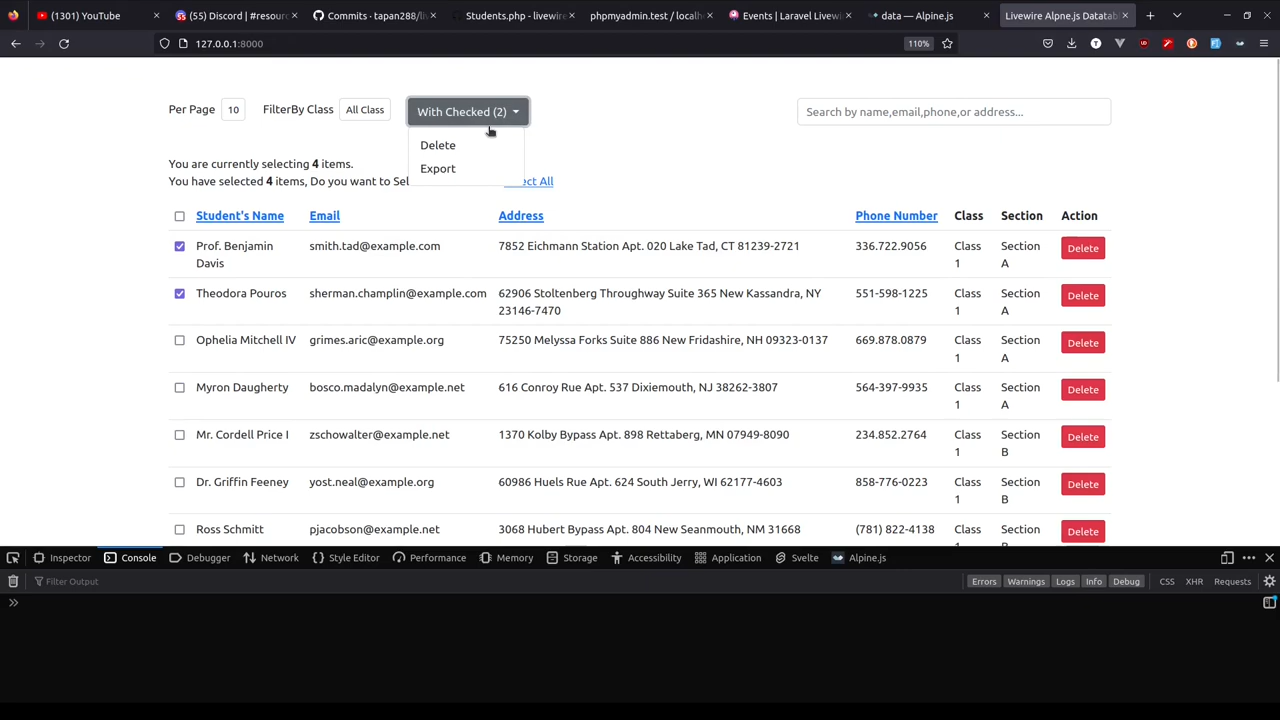 (1301) YouTube
(55) Discord | #resourc
Commits · tapan288/liv
Students.php - livewire
phpmyadmin.test / localh
Events | Laravel Livewi
data — Alpine.js
Livewire Alpne.js Datatab
127.0.0.1:8000
110%
Per Page
10
FilterBy Class
All Class
With Checked (2)
Search by name,email,phone,or address...
Delete
Export
You are currently selecting 4 items.
You have selected 4 items, Do you want to Sel ect All
Student's Name Email Address Phone Number Class Section Action
Prof. Benjamin smith.tad@example.com 7852 Eichmann Station Apt. 020 Lake Tad, CT 81239-2721 336.722.9056 Class Section Delete
Davis 1 A
Theodora Pouros sherman.champlin@example.com 62906 Stoltenberg Throughway Suite 365 New Kassandra, NY 551-598-1225 Class Section Delete
23146-7470 1 A
Ophelia Mitchell IV grimes.aric@example.org 75250 Melyssa Forks Suite 886 New Fridashire, NH 09323-0137 669.878.0879 Class Section Delete
1 A
Myron Daugherty bosco.madalyn@example.net 616 Conroy Rue Apt. 537 Dixiemouth, NJ 38262-3807 564-397-9935 Class Section Delete
1 A
Mr. Cordell Price I zschowalter@example.net 1370 Kolby Bypass Apt. 898 Rettaberg, MN 07949-8090 234.852.2764 Class Section Delete
1 B
Dr. Griffin Feeney yost.neal@example.org 60986 Huels Rue Apt. 624 South Jerry, WI 62177-4603 858-776-0223 Class Section Delete
1 B
Ross Schmitt pjacobson@example.net 3068 Hubert Bypass Apt. 804 New Seanmouth, NM 31668 (781) 822-4138 Class Section Delete
Inspector Console Debugger Network Style Editor Performance Memory Storage Accessibility Application Svelte Alpine.js
Filter Output
Errors Warnings Logs Info Debug CSS XHR Requests